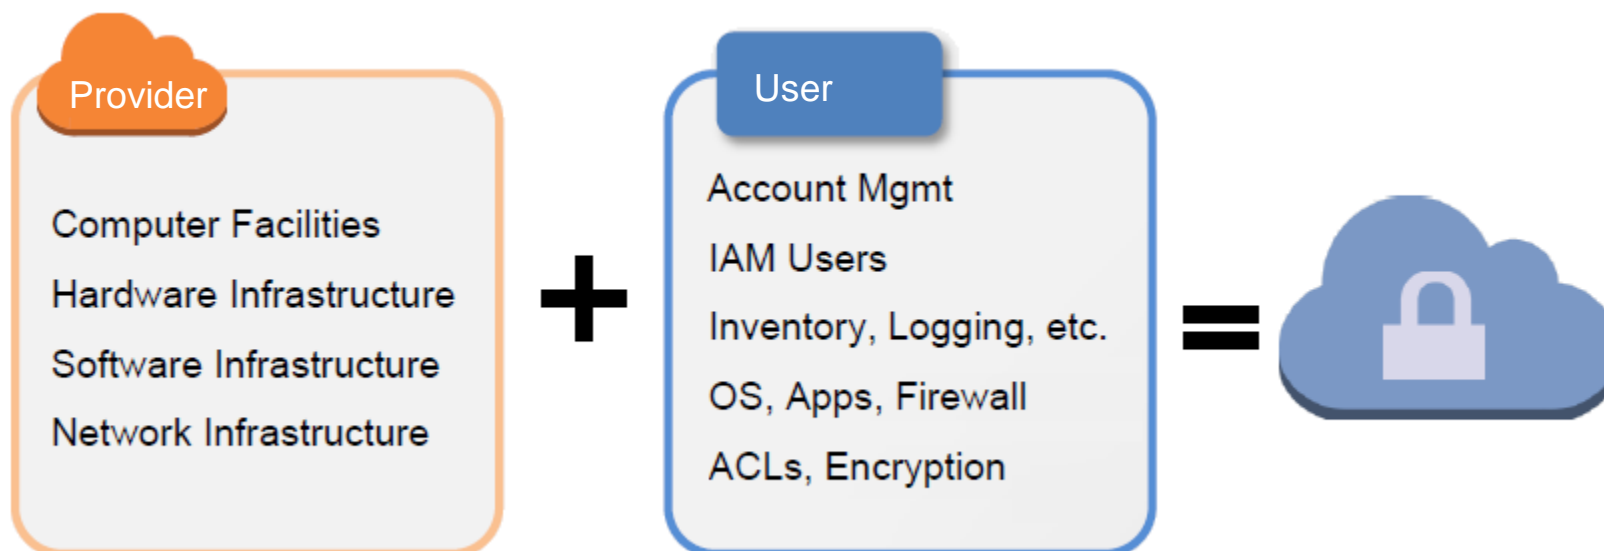 Provider
Computer Facilities
Hardware Infrastructure
Software Infrastructure
Network Infrastructure
User
Account Mgmt
IAM Users
Inventory, Logging, etc.
OS, Apps, Firewall
ACLs, Encryption
+
=